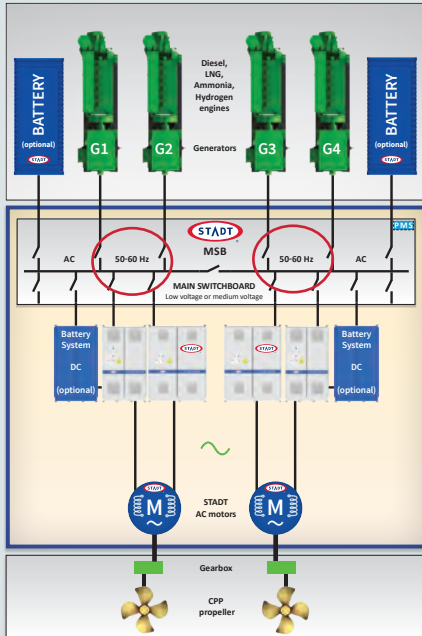 Diesel,
LNG,
Ammonia,
Hydrogen
engines
BATTERY
(optional)
STADT
G1
G2
Generators
G3
G4
BATTERY
(optional)
STADT
STADT
MSB
PMS
AC
50-60 Hz
50-60 Hz
AC
MAIN SWITCHBOARD
Low voltage or medium voltage
Battery
System
DC
(optional)
STADT
STADT
Battery
System
DC
(optional)
STADT
M
STADT
AC motors
STADT
M
Gearbox
CPP
propeller